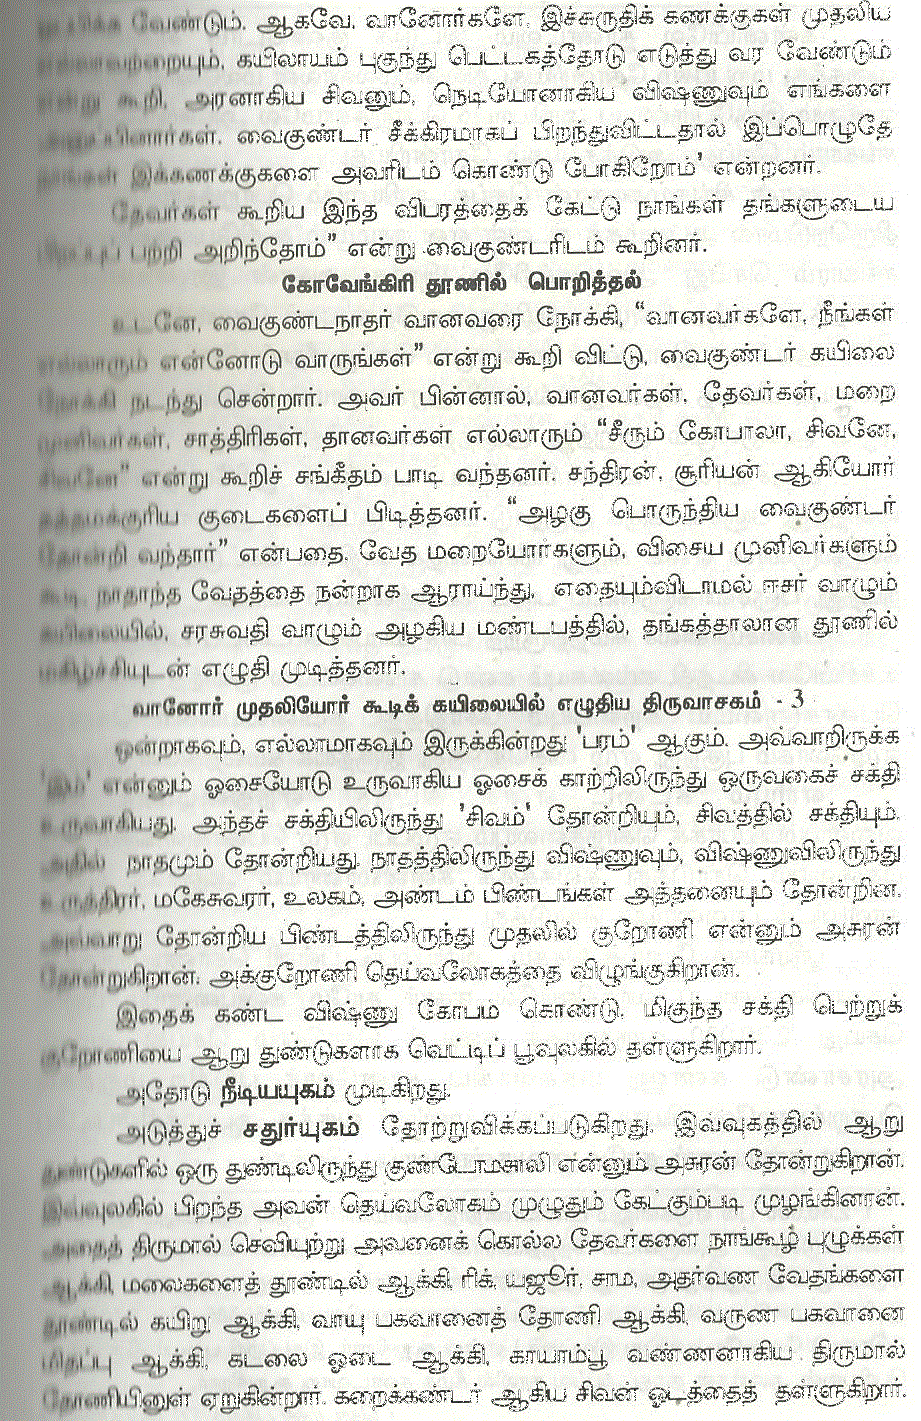 வேண்டும். ஆகவே, வானோர்களே, இச்சுருதிக் கணக்குகள் முதலிய
எல்லாவற்றையும், கயிலாயம் புகுந்து பெட்டகத்தோடு எடுத்து வர வேண்டும்
என்று கூறி, அரனாகிய சிவனும், நெடியோனாகிய விஷ்ணுவும் எங்களை
அனுப்பினார்கள். வைகுண்டர் சீக்கிரமாகப் பிறந்துவிட்டதால் இப்பொழுதே
நாங்கள் இக்கணக்குகளை அவரிடம் கொண்டு போகிறோம்' என்றனர்.
தேவர்கள் கூறிய இந்த விபரத்தைக் கேட்டு நாங்கள் தங்களுடைய
பிறப்புப் பற்றி அறிந்தோம்” என்று வைகுண்டரிடம் கூறினர்.
கோவேங்கிரி தூணில் பொறித்தல்
உடனே, வைகுண்டநாதர் வானவரை நோக்கி, “வானவர்களே, நீங்கள்
எல்லாரும் என்னோடு வாருங்கள்” என்று கூறி விட்டு, வைகுண்டர் கயிலை
நோக்கி நடந்து சென்றார். அவர் பின்னால், வானவர்கள், தேவர்கள், மறை
முனிவர்கள், சாத்திரிகள், தானவர்கள் எல்லாரும் “சீரும் கோபாலா, சிவனே,
சிவனே” என்று கூறிச் சங்கீதம் பாடி வந்தனர். சந்திரன், சூரியன் ஆகியோர்
தத்தமக்குரிய குடைகளைப் பிடித்தனர். “அழகு பொருந்திய வைகுண்டர்
தோன்றி வந்தார்” என்பதை, வேத மறையோர்களும், விசைய முனிவர்களும்
கூடி, நாதாந்த வேதத்தை நன்றாக ஆராய்ந்து, எதையும்விடாமல் ஈசர் வாழும்
கயிலையில், சரசுவதி வாழும் அழகிய மண்டபத்தில், தங்கத்தாலான தூணில்
மகிழ்ச்சியுடன் எழுதி முடித்தனர்.
வானோர் முதலியோர் கூடிக் கயிலையில் எழுதிய திருவாசகம் - 3
ஒன்றாகவும், எல்லாமாகவும் இருக்கின்றது 'பரம்' ஆகும். அவ்வாறிருக்க
'இம்' என்னும் ஓசையோடு உருவாகிய ஓசைக் காற்றிலிருந்து ஒருவகைச் சக்தி
உருவாகியது. அந்தச் சக்தியிலிருந்து 'சிவம்' தோன்றியும், சிவத்தில் சக்தியும்,
அதில் நாதமும் தோன்றியது. நாதத்திலிருந்து விஷ்ணுவும், விஷ்ணுவிலிருந்து
உருத்திரர், மகேசுவரர், உலகம், அண்டம் பிண்டங்கள் அத்தனையும் தோன்றின.
அவ்வாறு தோன்றிய பிண்டத்திலிருந்து முதலில் குறோணி என்னும் அசுரன்
தோன்றுகிறான். அக்குறோணி தெய்வலோகத்தை விழுங்குகிறான்.
இதைக் கண்ட விஷ்ணு கோபம் கொண்டு, மிகுந்த சக்தி பெற்றுக்
குறோணியை ஆறு துண்டுகளாக வெட்டிப் பூவுலகில் தள்ளுகிறார்.
அதோடு நீடியயுகம் முடிகிறது.
அடுத்துச் சதுர்யுகம் தோற்றுவிக்கப்படுகிறது. இவ்வுகத்தில் ஆறு
துண்டுகளில் ஒரு துண்டிலிருந்து குண்டோமசாலி என்னும் அசுரன் தோன்றுகிறான்.
இவ்வுலகில் பிறந்த அவன் தெய்வலோகம் முழுதும் கேட்கும்படி முழங்கினான்.
அதைத் திருமால் செவியுற்று அவனைக் கொல்ல தேவர்களை நாங்கூழ் புழுக்கள்
ஆக்கி, மலைகளைத் தூண்டில் ஆக்கி, ரிக், யஜூர், சாம, அதர்வண வேதங்களை
தூண்டில் கயிறு ஆக்கி, வாயு பகவானைத் தோணி ஆக்கி, வருண பகவானை
மிதப்பு ஆக்கி, கடலை ஓடை ஆக்கி, காயாம்பூ வண்ணனாகிய திருமால்
தோணியினுள் ஏறுகின்றார். கறைக்கண்டர் ஆகிய சிவன் ஓடத்தைத் தள்ளுகிறார்.